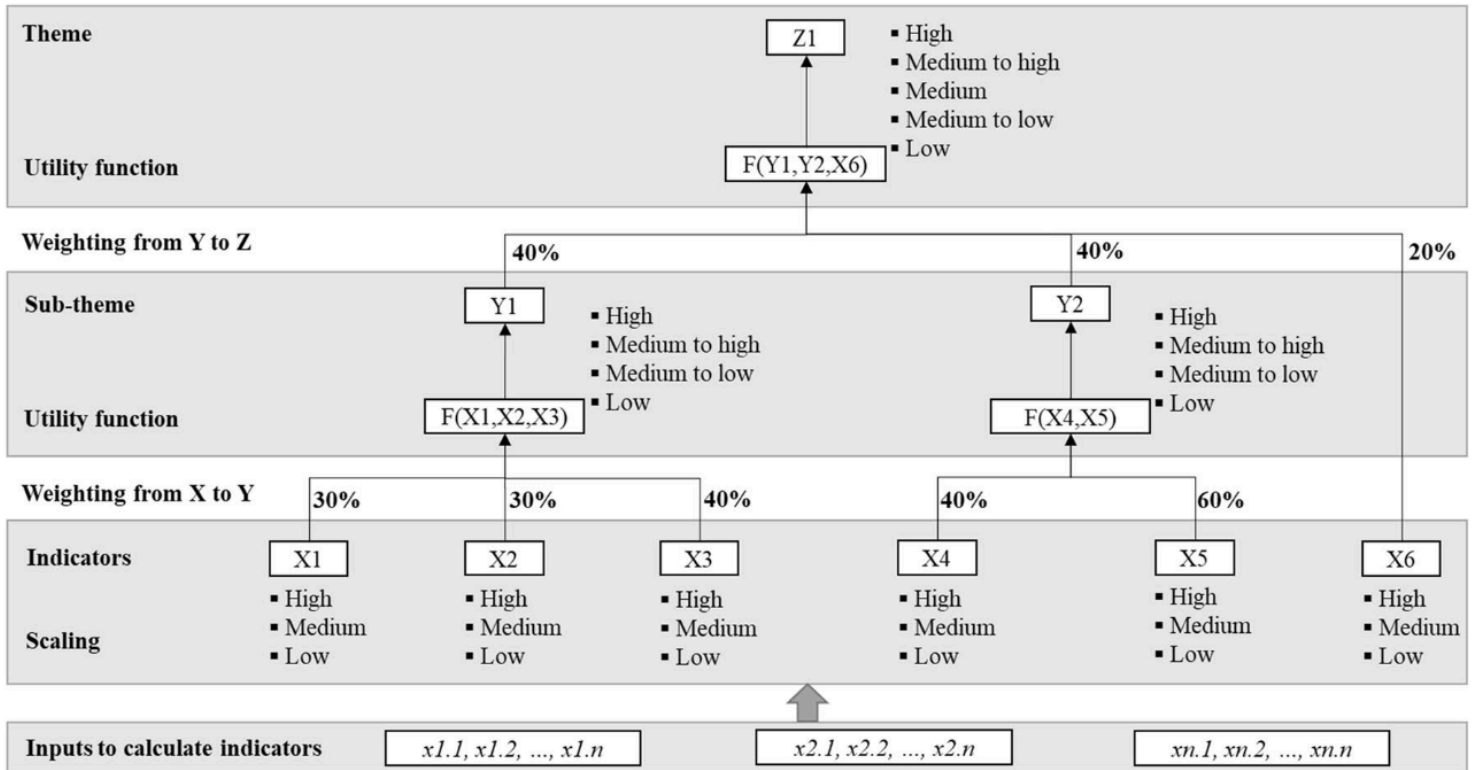 Theme
Z1
▪ High
▪ Medium to high
▪ Medium
▪ Medium to low
▪ Low
Utility function
F(Y1,Y2,X6)
Weighting from Y to Z
40%
40%
20%
Sub-theme
Y1
▪ High
▪ Medium to high
▪ Medium to low
▪ Low
Y2
▪ High
▪ Medium to high
▪ Medium to low
▪ Low
Utility function
F(X1,X2,X3)
F(X4,X5)
Weighting from X to Y
30%
30%
40%
40%
60%
Indicators
X1
X2
X3
X4
X5
X6
Scaling
▪ High
▪ Medium
▪ Low
▪ High
▪ Medium
▪ Low
▪ High
▪ Medium
▪ Low
▪ High
▪ Medium
▪ Low
▪ High
▪ Medium
▪ Low
▪ High
▪ Medium
▪ Low
Inputs to calculate indicators
x1.1, x1.2, ..., x1.n
x2.1, x2.2, ..., x2.n
xn.1, xn.2, ..., xn.n